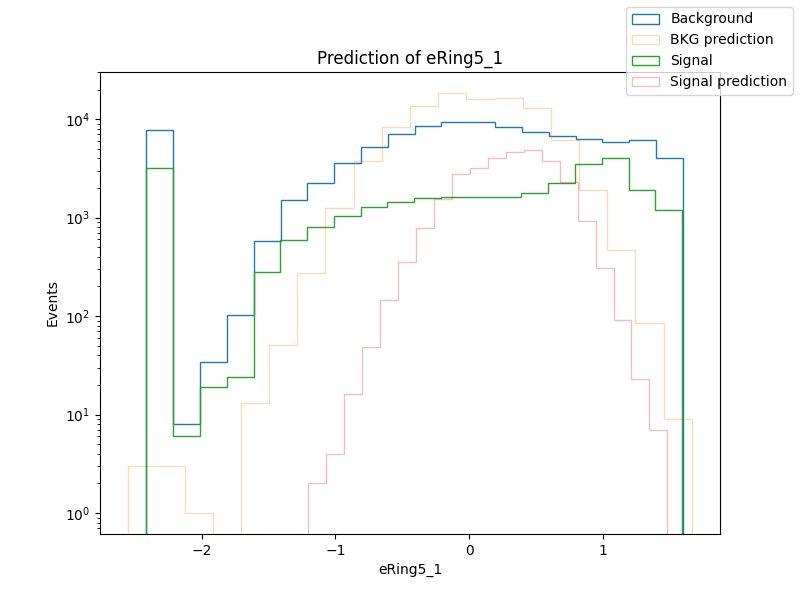 Prediction of eRing5_1
Background
BKG prediction
Signal
Signal prediction
Events
10⁴
10³
10²
10¹
10⁰
−2
−1
0
1
eRing5_1